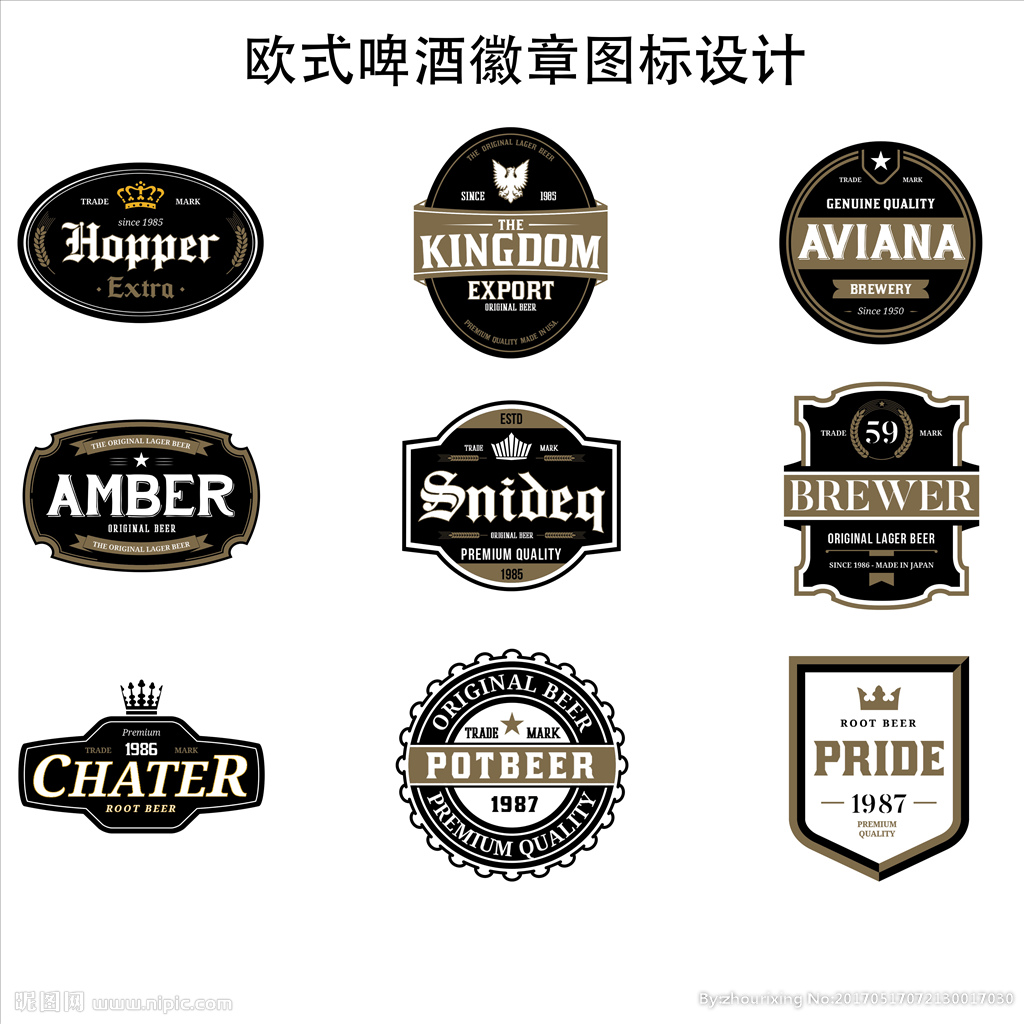 欧式啤酒徽章图标设计
TRADE MARK
since 1985
Hopper
Extra
THE ORIGINAL LAGER BEER
SINCE 1985
THE
KINGDOM
EXPORT
ORIGINAL BEER
PREMIUM QUALITY MADE IN USA.
TRADE MARK
GENUINE QUALITY
AVIANA
BREWERY
Since 1950
THE ORIGINAL LAGER BEER
AMBER
ORIGINAL BEER
THE ORIGINAL LAGER BEER
ESTD
TRADE MARK
Snideq
ORIGINAL BEER
PREMIUM QUALITY
1985
TRADE 59 MARK
BREWER
ORIGINAL LAGER BEER
SINCE 1986 - MADE IN JAPAN
Premium
TRADE 1986 MARK
CHATER
ROOT BEER
ORIGINAL BEER
TRADE MARK
POTBEER
1987
PREMIUM QUALITY
ROOT BEER
PRIDE
1987
PREMIUM
QUALITY
昵图网 www.nipic.com
By:zhourixing No:20170517072130017030